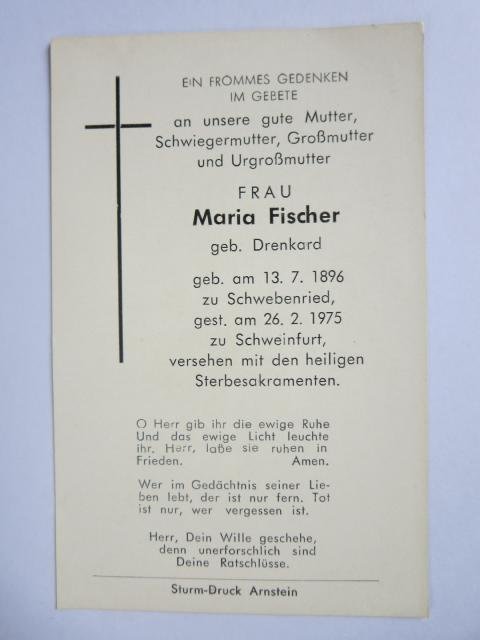 EIN FROMMES GEDENKEN
IM GEBETE
an unsere gute Mutter,
Schwiegermutter, Großmutter
und Urgroßmutter
FRAU
Maria Fischer
geb. Drenkard
geb. am 13. 7. 1896
zu Schwebenried,
gest. am 26. 2. 1975
zu Schweinfurt,
versehen mit den heiligen
Sterbesakramenten.
O Herr gib ihr die ewige Ruhe
Und das ewige Licht leuchte
ihr. Herr, laße sie ruhen in
Frieden. Amen.
Wer im Gedächtnis seiner Lie-
ben lebt, der ist nur fern. Tot
ist nur, wer vergessen ist.
Herr, Dein Wille geschehe,
denn unerforschlich sind
Deine Ratschlüsse.
Sturm-Druck Arnstein